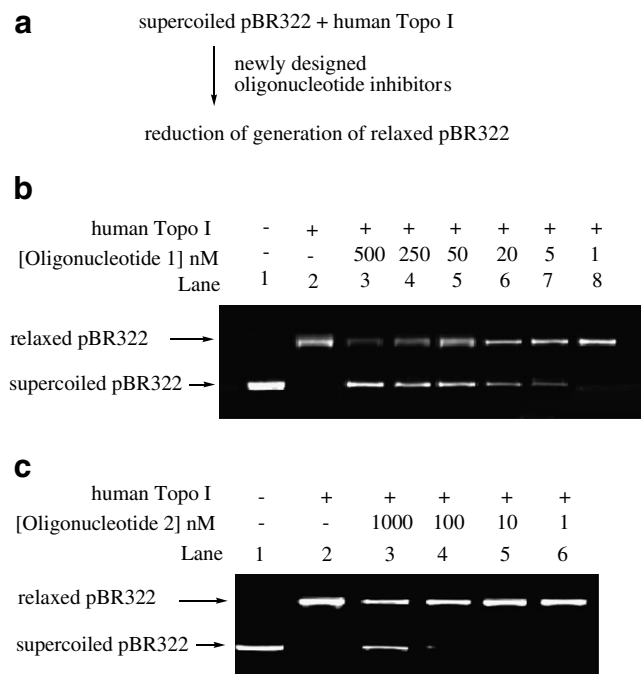 a
supercoiled pBR322 + human Topo I
newly designed
oligonucleotide inhibitors
reduction of generation of relaxed pBR322
b
human Topo I - + + + + + + +
[Oligonucleotide 1] nM - - 500 250 50 20 5 1
Lane 1 2 3 4 5 6 7 8
relaxed pBR322
supercoiled pBR322
c
human Topo I - + + + + +
[Oligonucleotide 2] nM - - 1000 100 10 1
Lane 1 2 3 4 5 6
relaxed pBR322
supercoiled pBR322